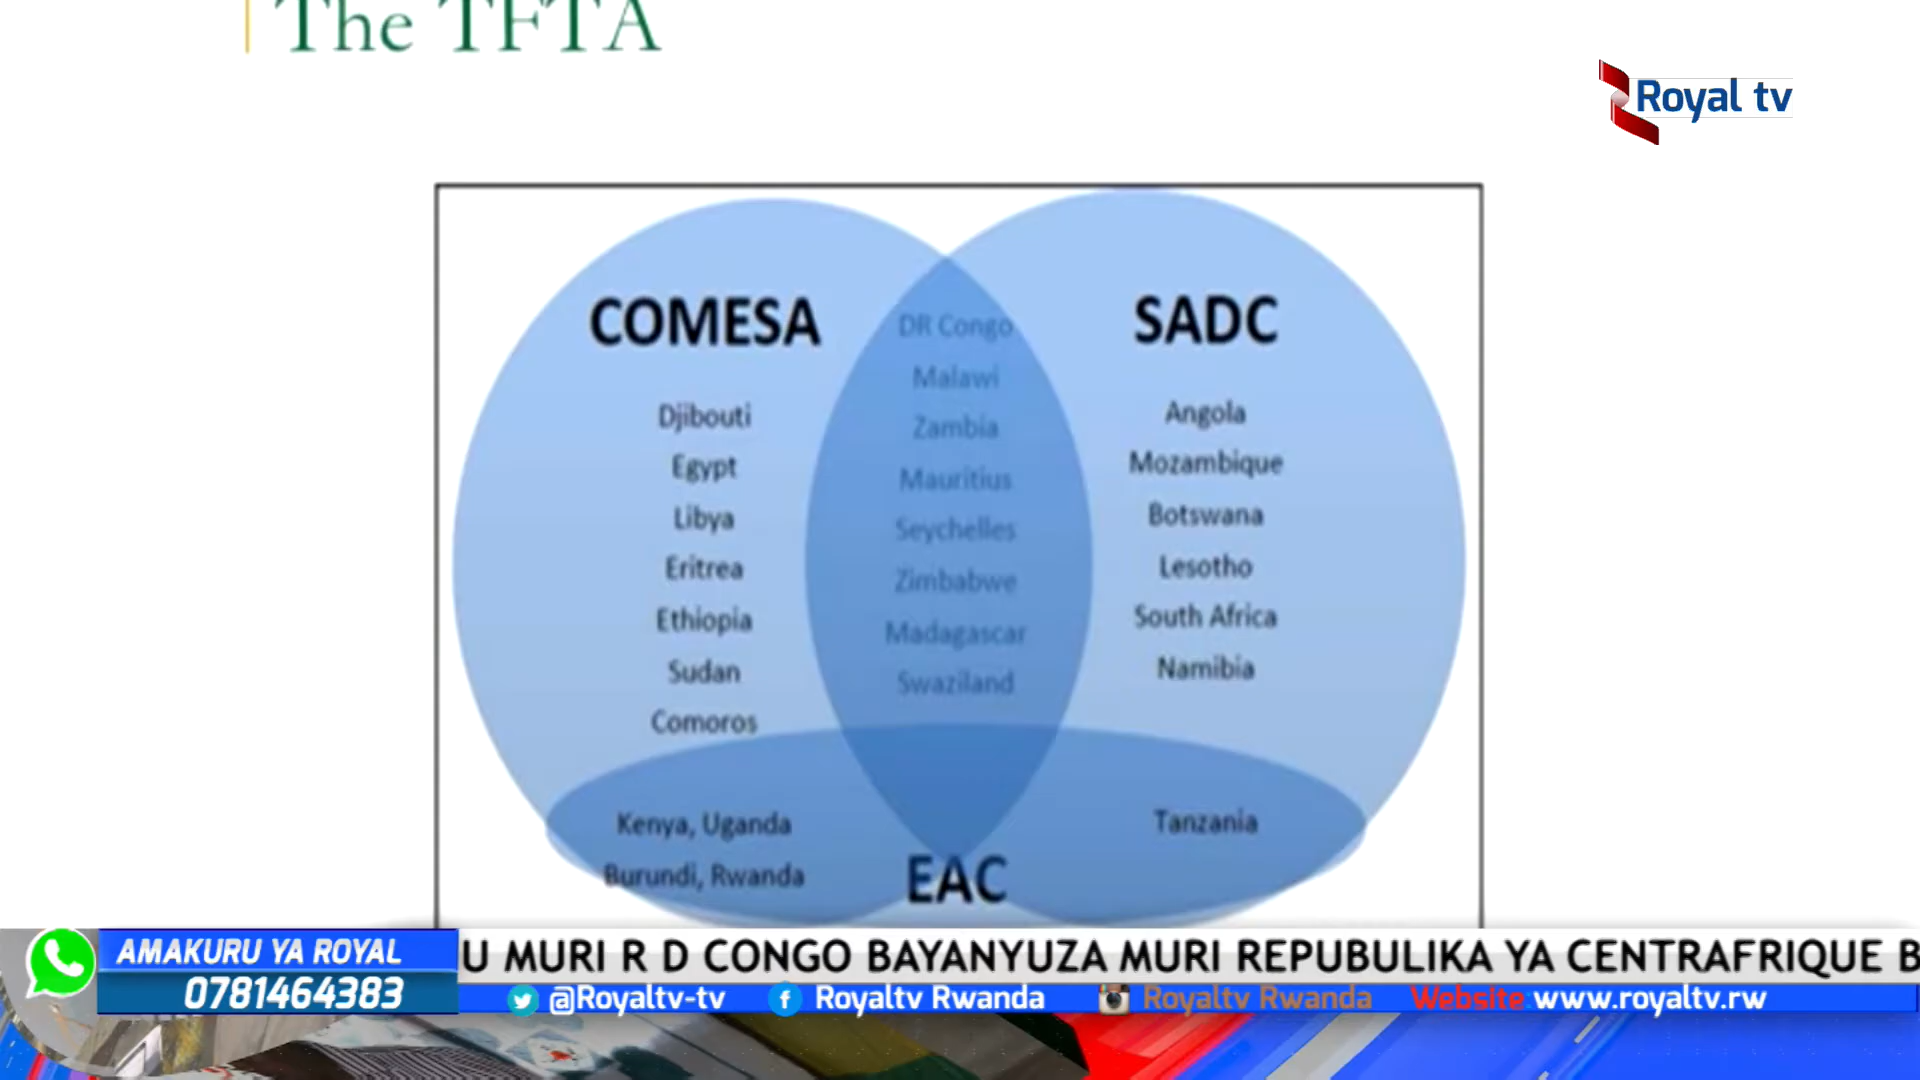 The TFTA
Royal tv
COMESA
Djibouti
Egypt
Libya
Eritrea
Ethiopia
Sudan
Comoros
DR Congo
Malawi
Zambia
Mauritius
Seychelles
Zimbabwe
Madagascar
Swaziland
SADC
Angola
Mozambique
Botswana
Lesotho
South Africa
Namibia
Kenya, Uganda
Burundi, Rwanda
Tanzania
EAC
AMAKURU YA ROYAL
0781464383
U MURI R D CONGO BAYANYUZA MURI REPUBULIKA YA CENTRAFRIQUE B
@Royaltv-tv Royaltv Rwanda Royaltv Rwanda Website:www.royaltv.rw